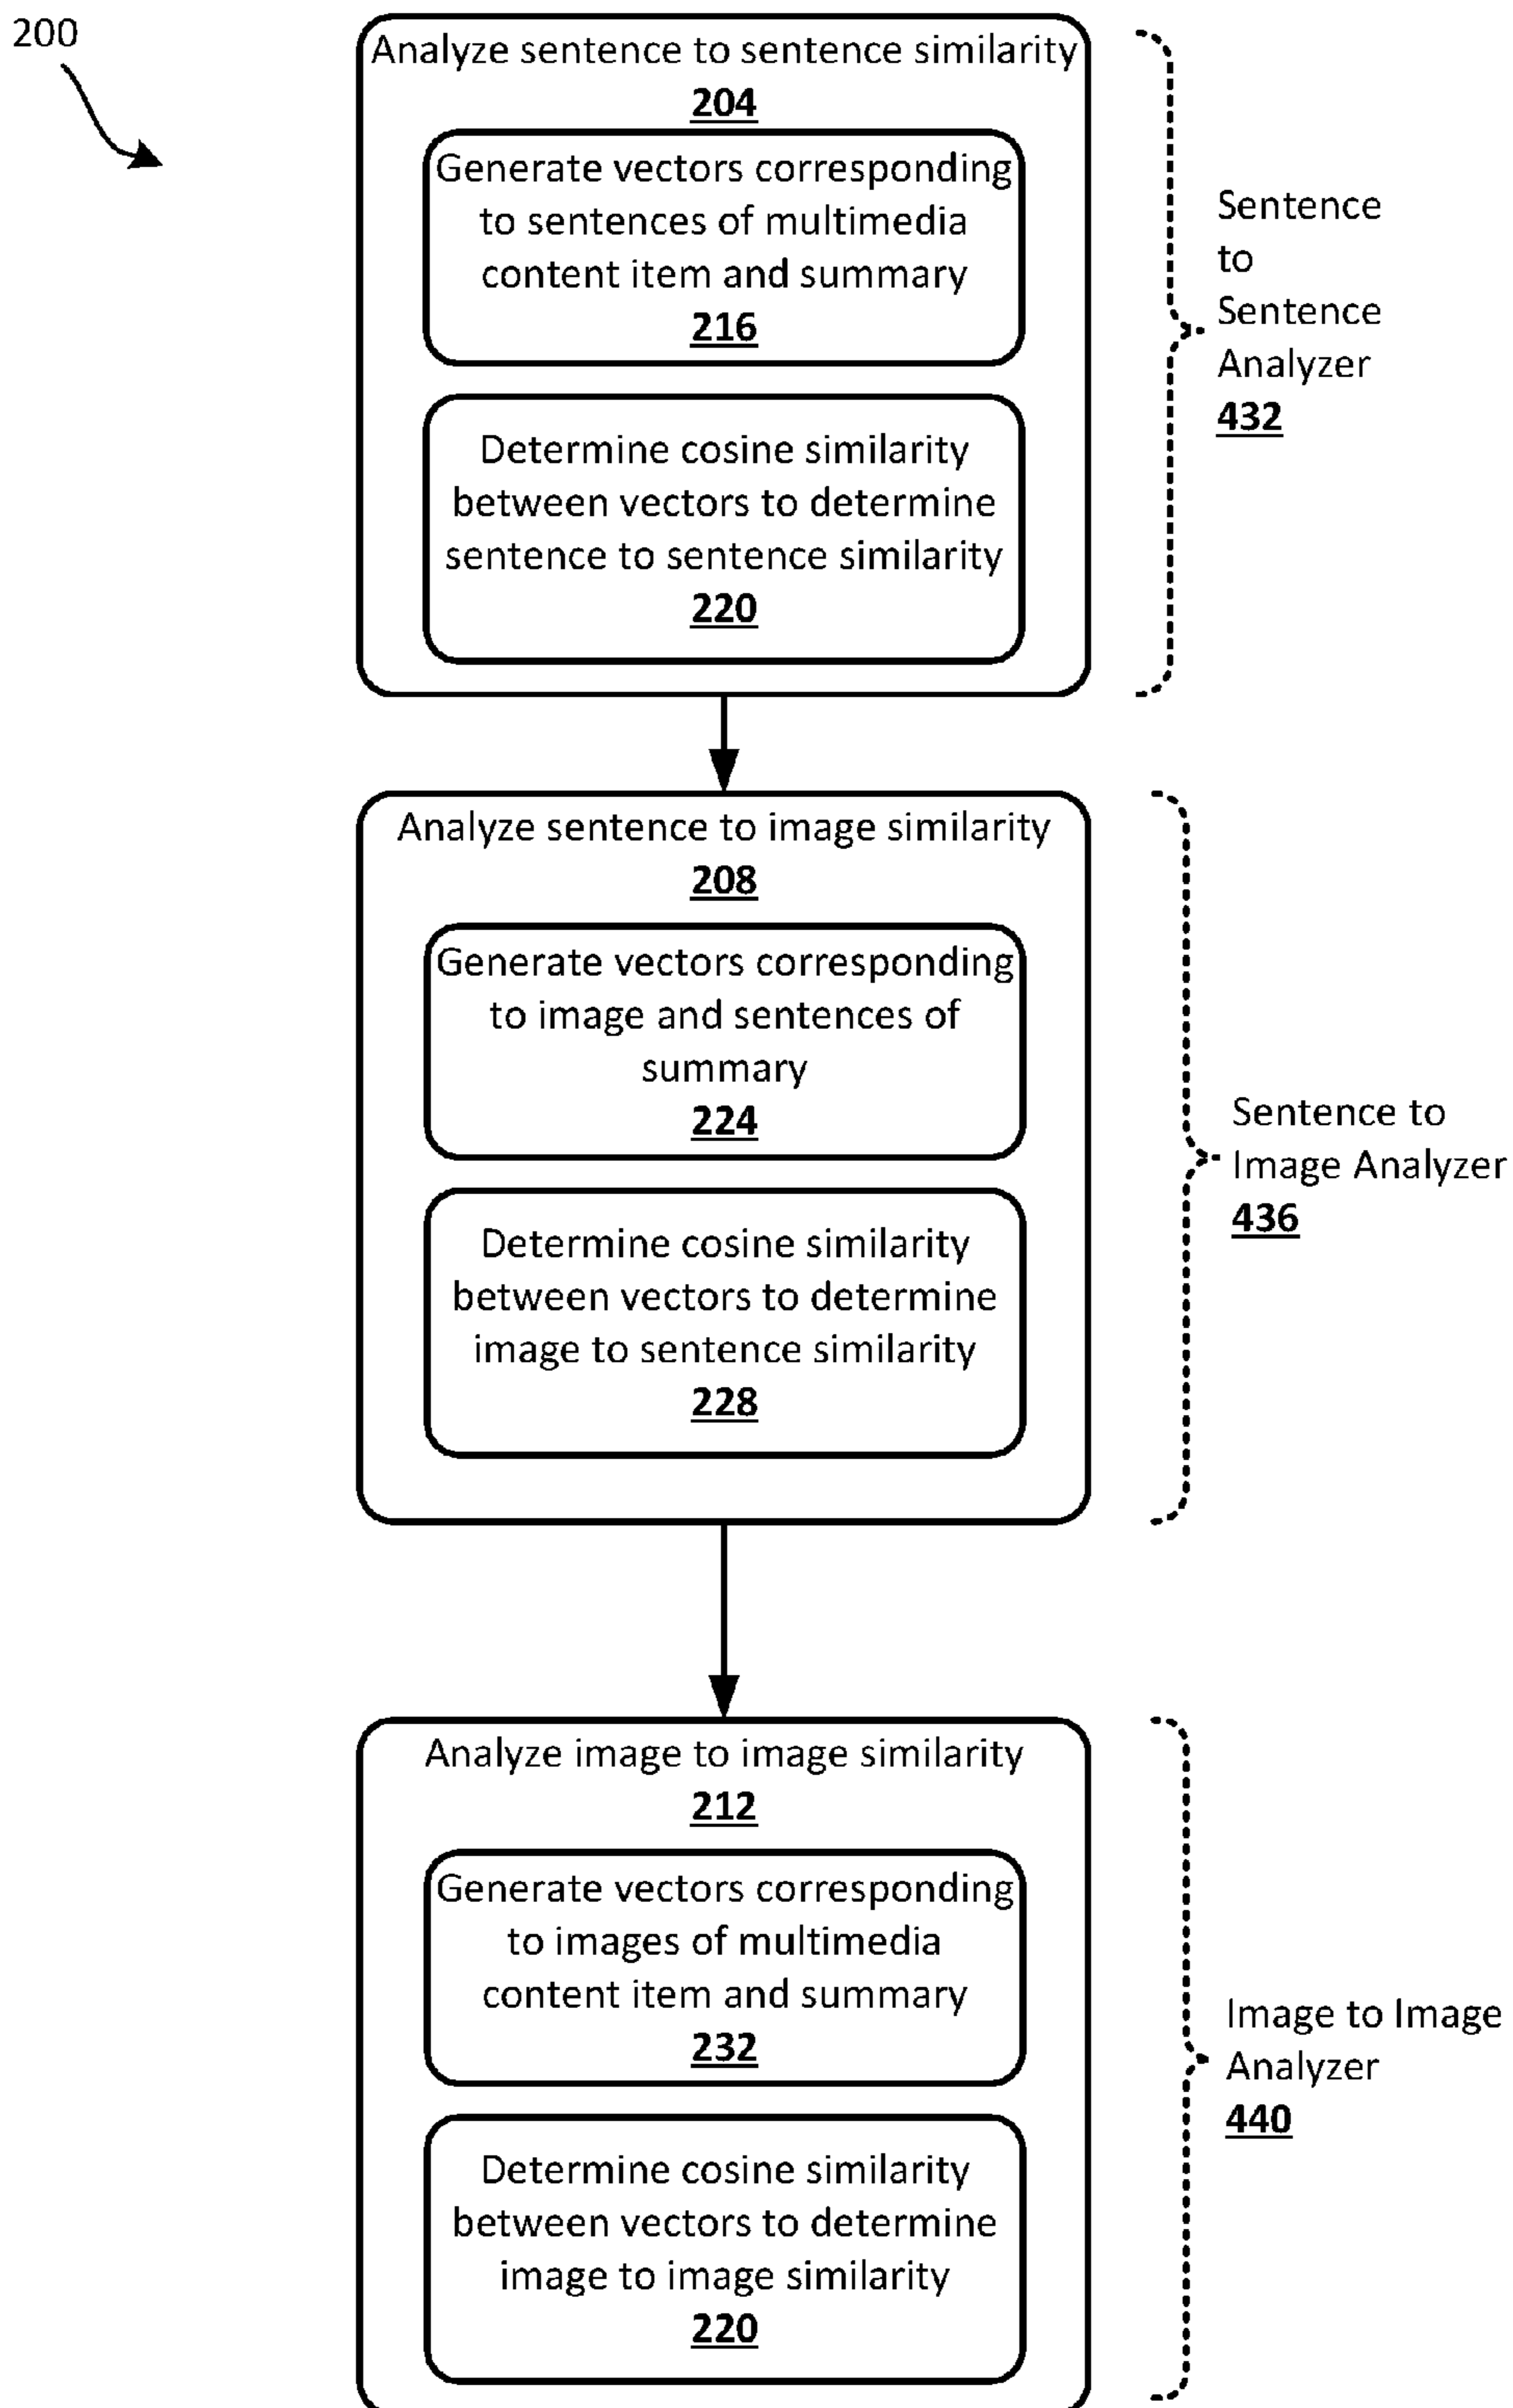 200
Analyze sentence to sentence similarity
204
Generate vectors corresponding
to sentences of multimedia
content item and summary
216
Determine cosine similarity
between vectors to determine
sentence to sentence similarity
220
Sentence
to
Sentence
Analyzer
432
Analyze sentence to image similarity
208
Generate vectors corresponding
to image and sentences of
summary
224
Determine cosine similarity
between vectors to determine
image to sentence similarity
228
Sentence to
Image Analyzer
436
Analyze image to image similarity
212
Generate vectors corresponding
to images of multimedia
content item and summary
232
Determine cosine similarity
between vectors to determine
image to image similarity
220
Image to Image
Analyzer
440